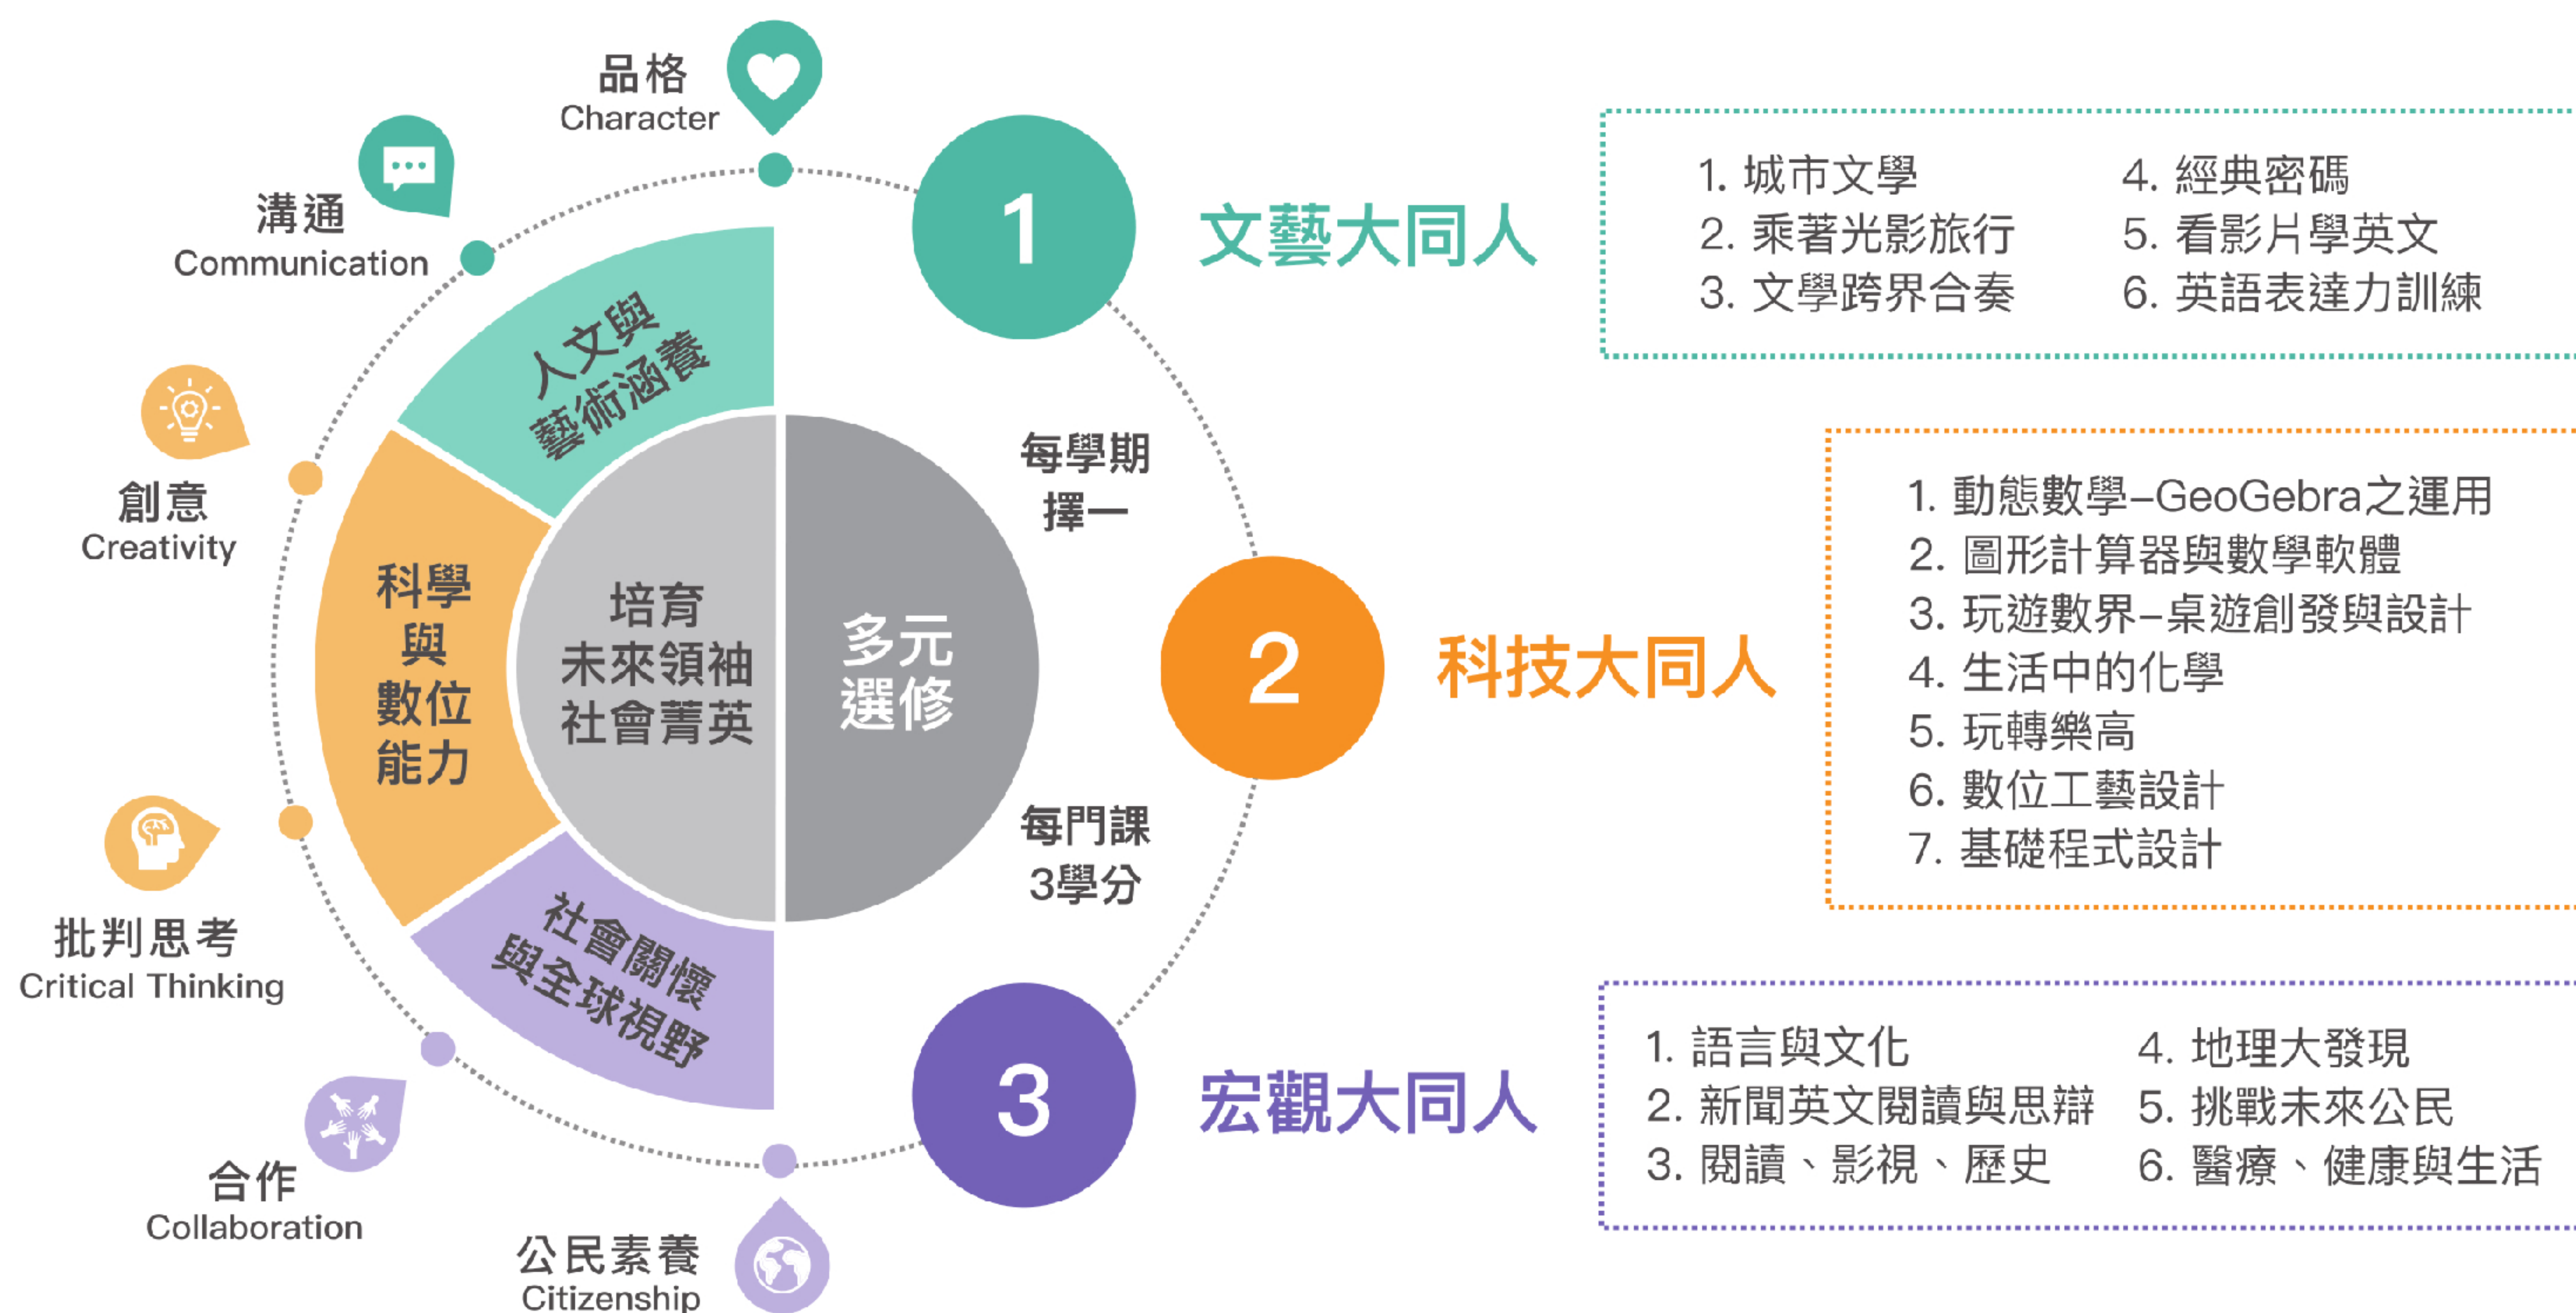 品格
Character
溝通
Communication
創意
Creativity
批判思考
Critical Thinking
合作
Collaboration
公民素養
Citizenship
人文與
藝術涵養
科學
與
數位
能力
社會關懷
與全球視野
培育
未來領袖
社會菁英
多元
選修
每學期
擇一
每門課
3學分
1
文藝大同人
1. 城市文學
2. 乘著光影旅行
3. 文學跨界合奏
4. 經典密碼
5. 看影片學英文
6. 英語表達力訓練
2
科技大同人
1. 動態數學–GeoGebra之運用
2. 圖形計算器與數學軟體
3. 玩遊數界–桌遊創發與設計
4. 生活中的化學
5. 玩轉樂高
6. 數位工藝設計
7. 基礎程式設計
3
宏觀大同人
1. 語言與文化
2. 新聞英文閱讀與思辯
3. 閱讀、影視、歷史
4. 地理大發現
5. 挑戰未來公民
6. 醫療、健康與生活